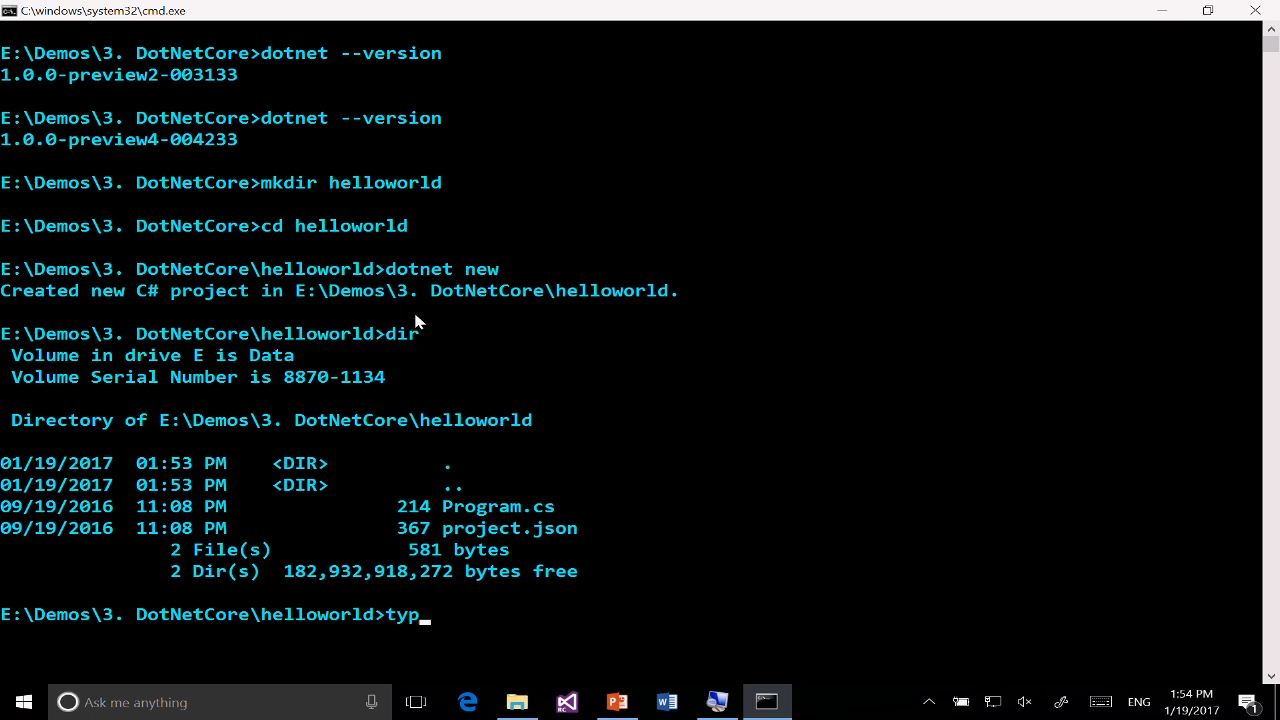 C:\windows\system32\cmd.exe
E:\Demos\3. DotNetCore>dotnet --version
1.0.0-preview2-003133
E:\Demos\3. DotNetCore>dotnet --version
1.0.0-preview4-004233
E:\Demos\3. DotNetCore>mkdir helloworld
E:\Demos\3. DotNetCore>cd helloworld
E:\Demos\3. DotNetCore\helloworld>dotnet new
Created new C# project in E:\Demos\3. DotNetCore\helloworld.
E:\Demos\3. DotNetCore\helloworld>dir
Volume in drive E is Data
Volume Serial Number is 8870-1134
Directory of E:\Demos\3. DotNetCore\helloworld
01/19/2017 01:53 PM <DIR> .
01/19/2017 01:53 PM <DIR> ..
09/19/2016 11:08 PM 214 Program.cs
09/19/2016 11:08 PM 367 project.json
2 File(s) 581 bytes
2 Dir(s) 182,932,918,272 bytes free
E:\Demos\3. DotNetCore\helloworld>typ_
Ask me anything
ENG
1:54 PM
1/19/2017
1